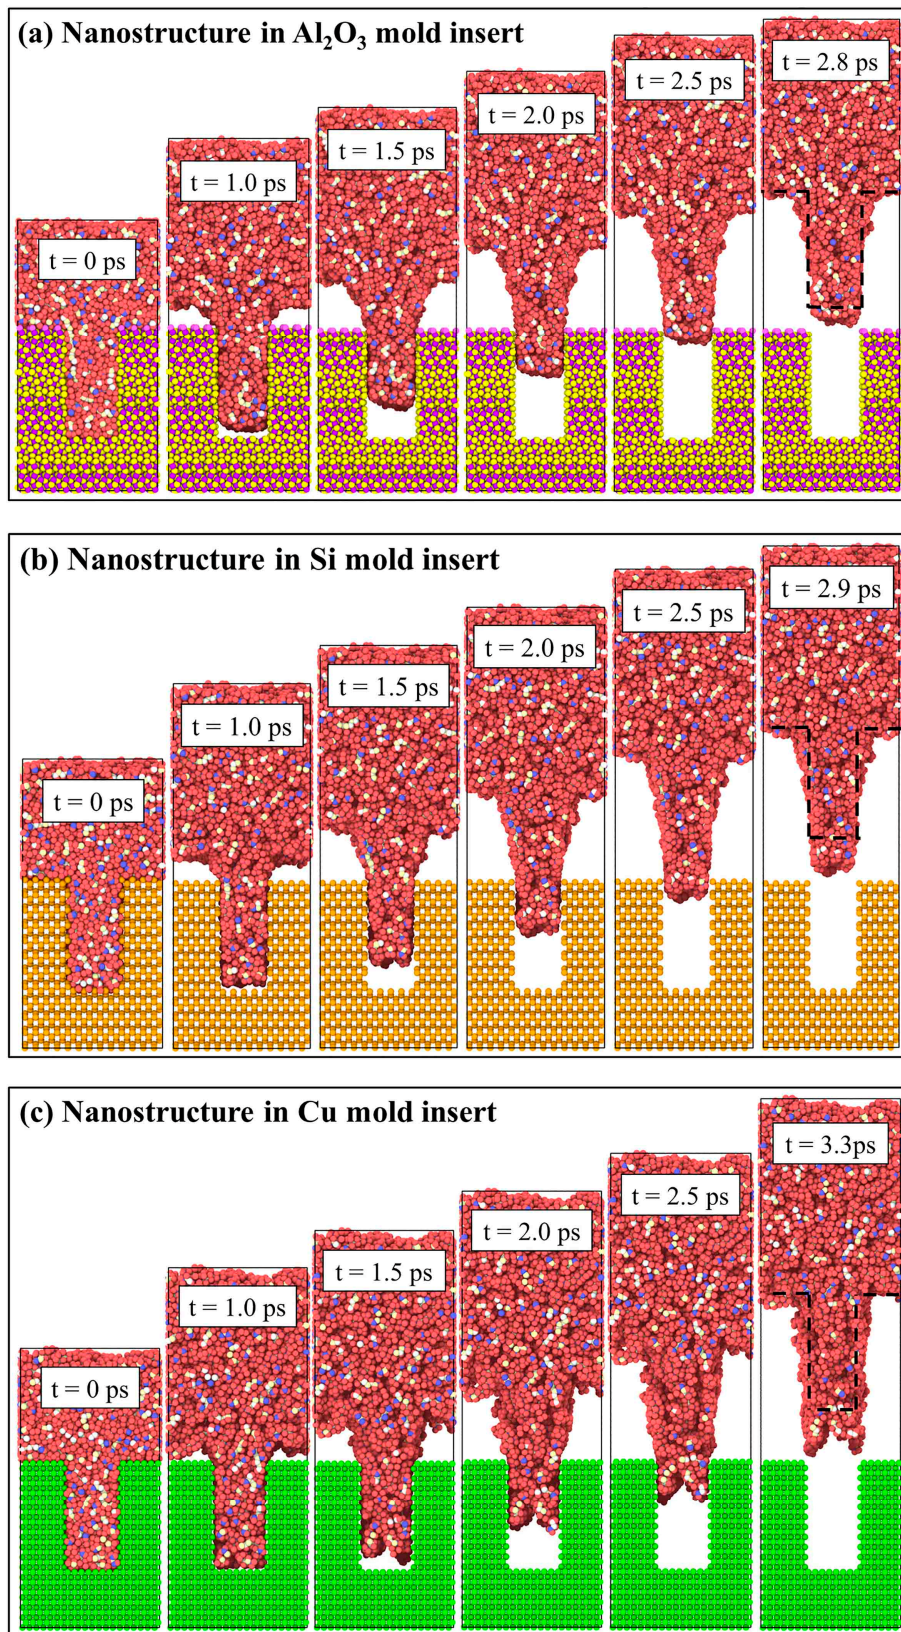 (a) Nanostructure in Al₂O₃ mold insert
t = 0 ps
t = 1.0 ps
t = 1.5 ps
t = 2.0 ps
t = 2.5 ps
t = 2.8 ps
(b) Nanostructure in Si mold insert
t = 0 ps
t = 1.0 ps
t = 1.5 ps
t = 2.0 ps
t = 2.5 ps
t = 2.9 ps
(c) Nanostructure in Cu mold insert
t = 0 ps
t = 1.0 ps
t = 1.5 ps
t = 2.0 ps
t = 2.5 ps
t = 3.3ps